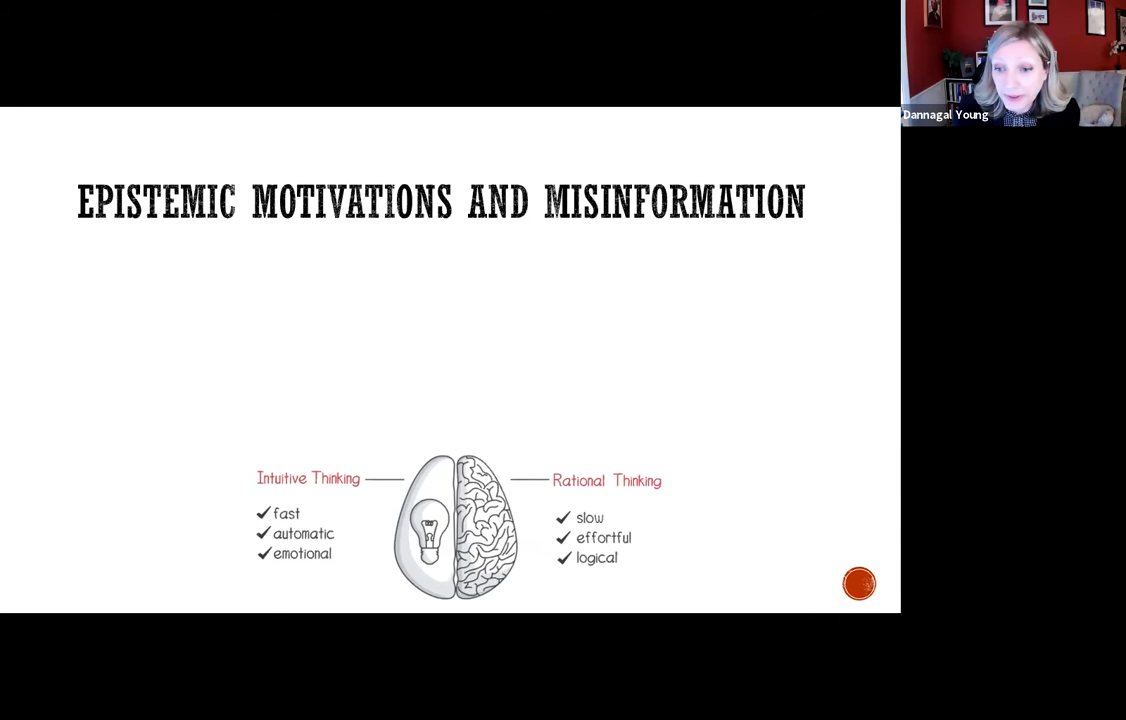 Dannagal Young
EPISTEMIC MOTIVATIONS AND MISINFORMATION
Intuitive Thinking
fast
automatic
emotional
Rational Thinking
slow
effortful
logical